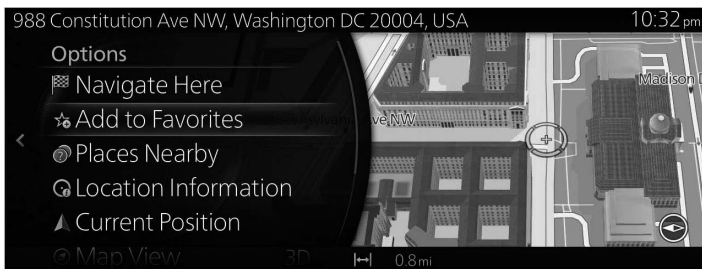 988 Constitution Ave NW, Washington DC 20004, USA 10:32 pm
Options
Navigate Here
Add to Favorites
Places Nearby
Location Information
Current Position
Map View 3D
Ave NW
Madison D
0.8 mi